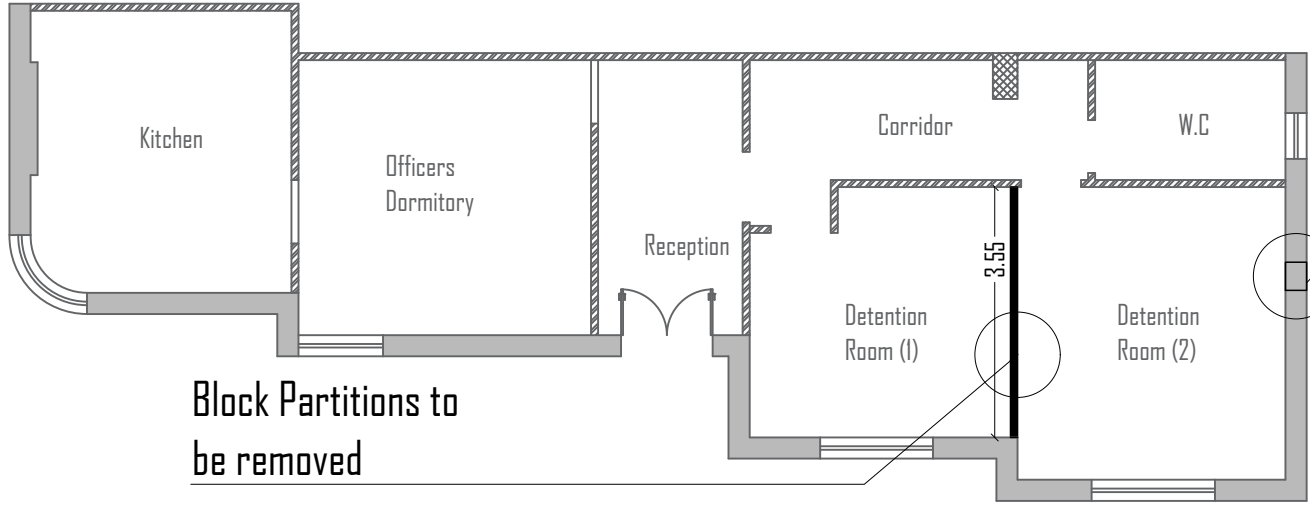 Kitchen
Officers
Dormitory
Reception
Corridor
W.C
3.55
Detention
Room (1)
Detention
Room (2)
Block Partitions to
be removed